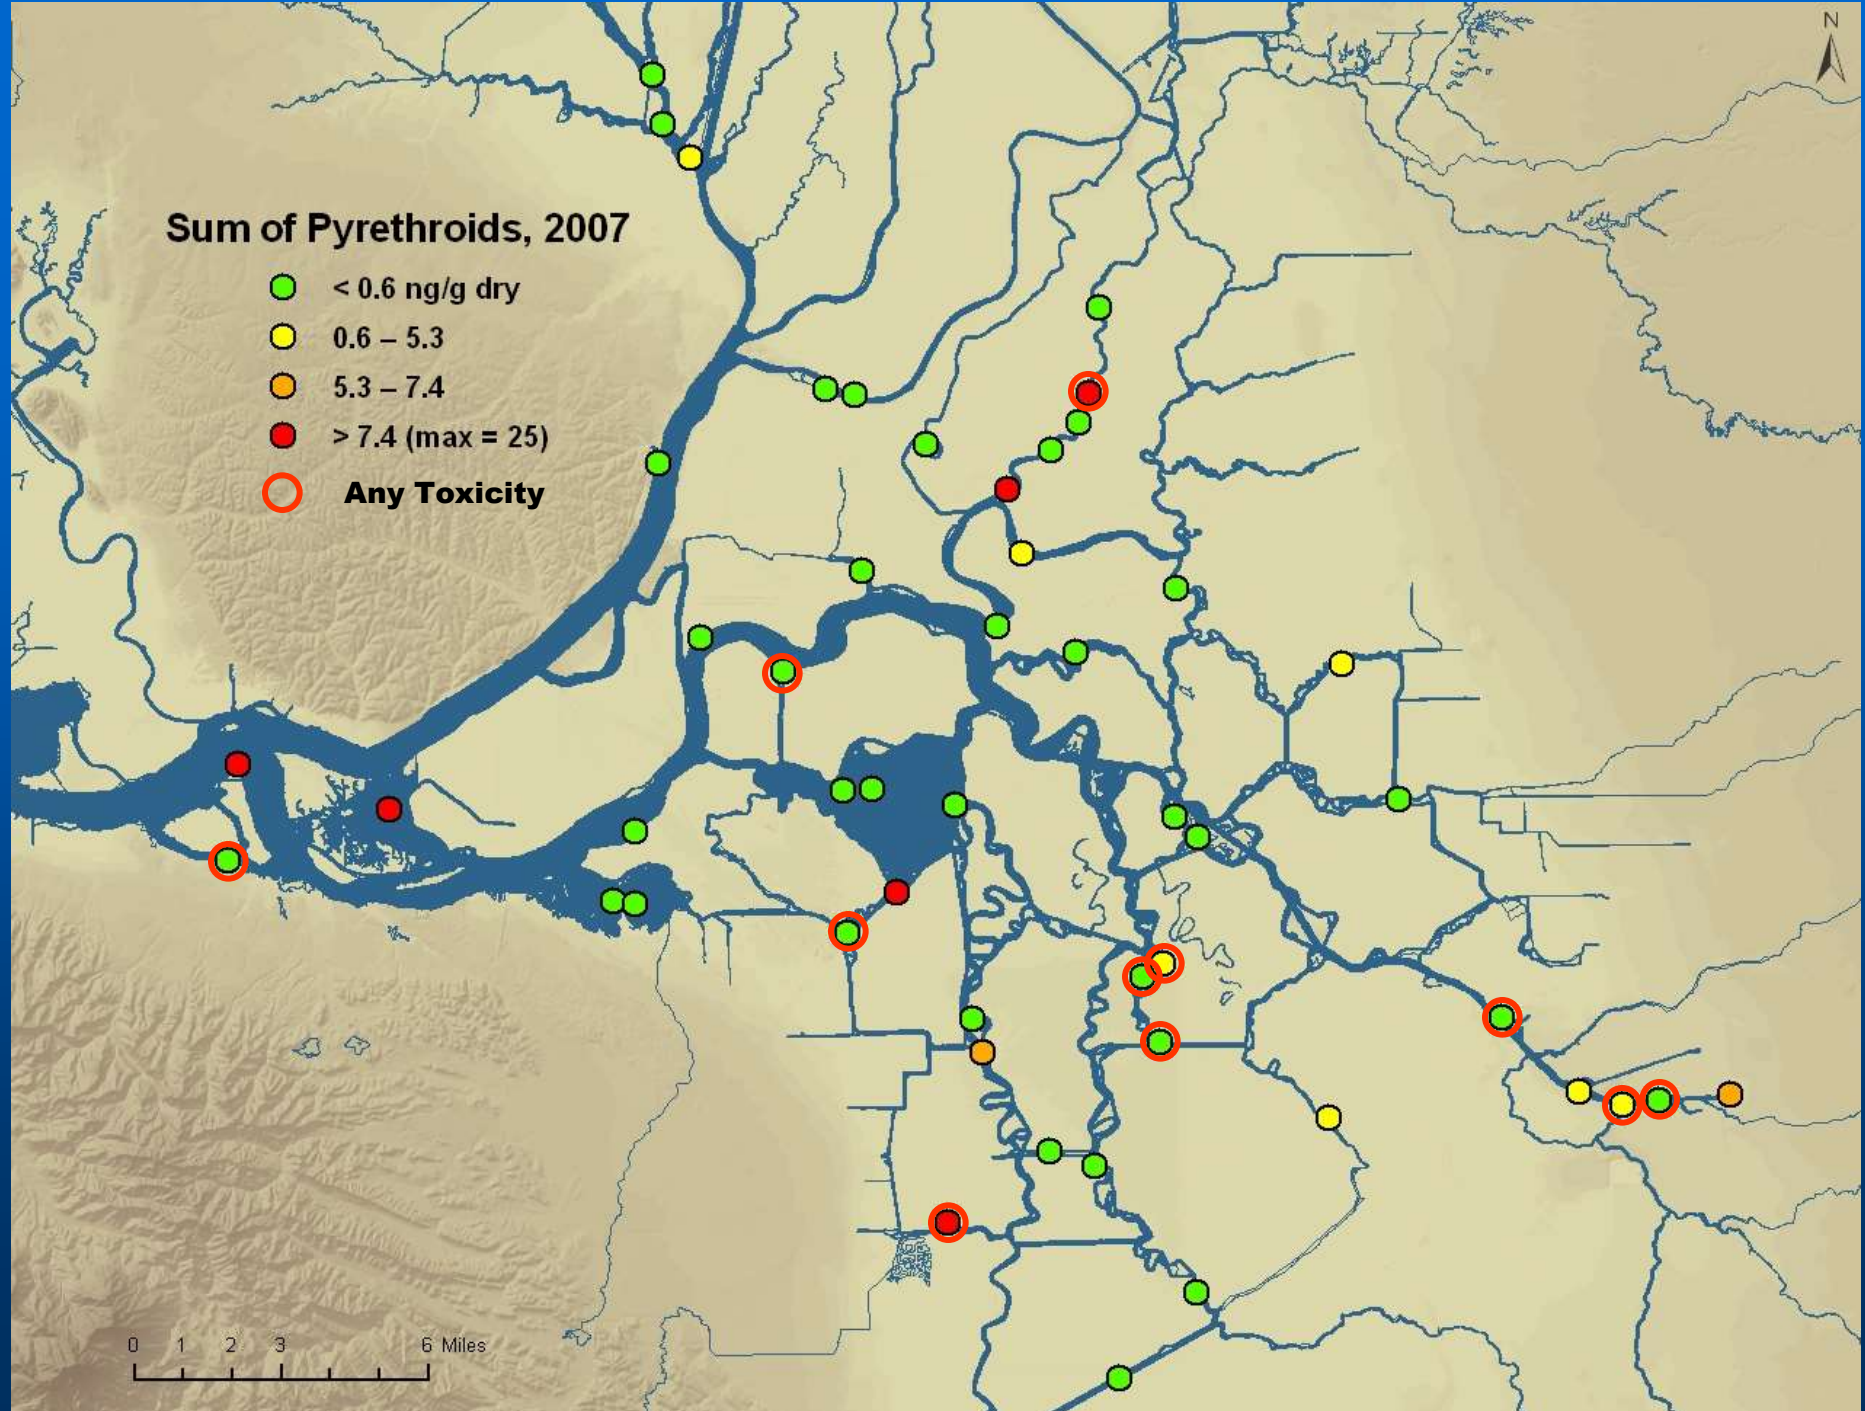 N
Sum of Pyrethroids, 2007
< 0.6 ng/g dry
0.6 – 5.3
5.3 – 7.4
> 7.4 (max = 25)
Any Toxicity
0 1 2 3 6 Miles